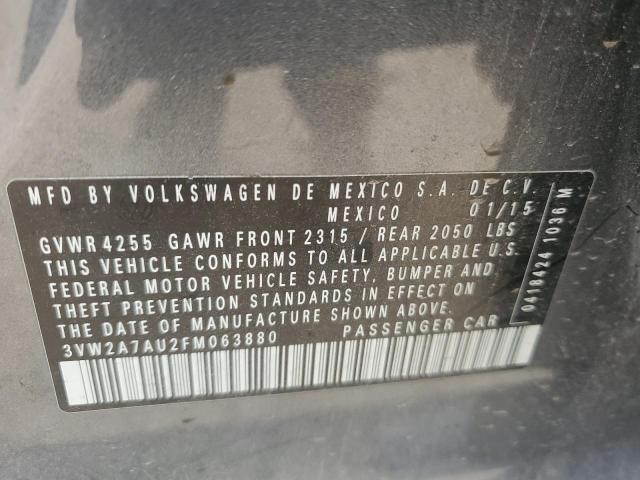 MFD BY VOLKSWAGEN DE MEXICO S.A. DE C.V.
MEXICO 01/15
GVWR 4255 GAWR FRONT 2315 / REAR 2050 LBS
THIS VEHICLE CONFORMS TO ALL APPLICABLE U.S.
FEDERAL MOTOR VEHICLE SAFETY, BUMPER AND
THEFT PREVENTION STANDARDS IN EFFECT ON
THE DATE OF MANUFACTURE SHOWN ABOVE.
3VW2A7AU2FM063880 PASSENGER CAR
0418424 1036 M